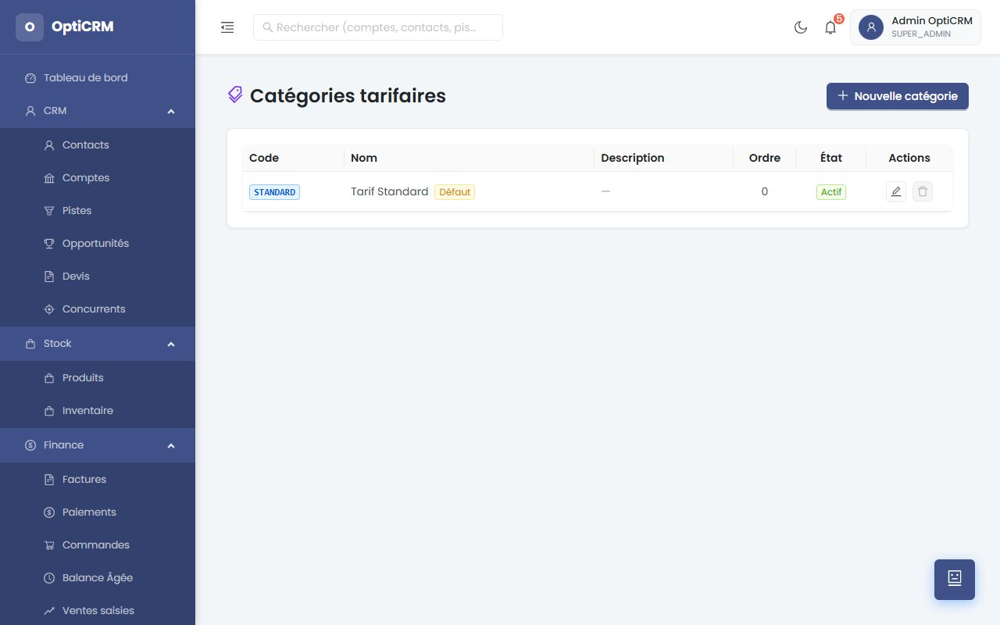 O OptiCRM
Rechercher (comptes, contacts, pis...
5
Admin OptiCRM
SUPER_ADMIN
Tableau de bord
CRM
Contacts
Comptes
Pistes
Opportunités
Devis
Concurrents
Stock
Produits
Inventaire
Finance
Factures
Paiements
Commandes
Balance Âgée
Ventes saisies
Catégories tarifaires
Nouvelle catégorie
Code Nom Description Ordre État Actions
STANDARD Tarif Standard Défaut — 0 Actif